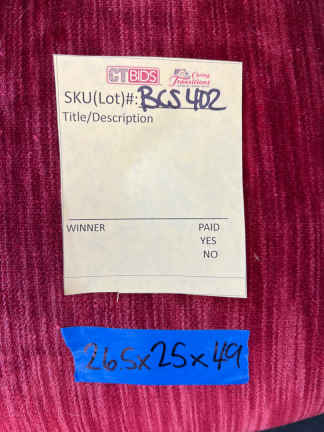 CTBIDS Caring Transitions
SKU(Lot)#: BCS 402
Title/Description
WINNER PAID
YES
NO
26.5x25x49